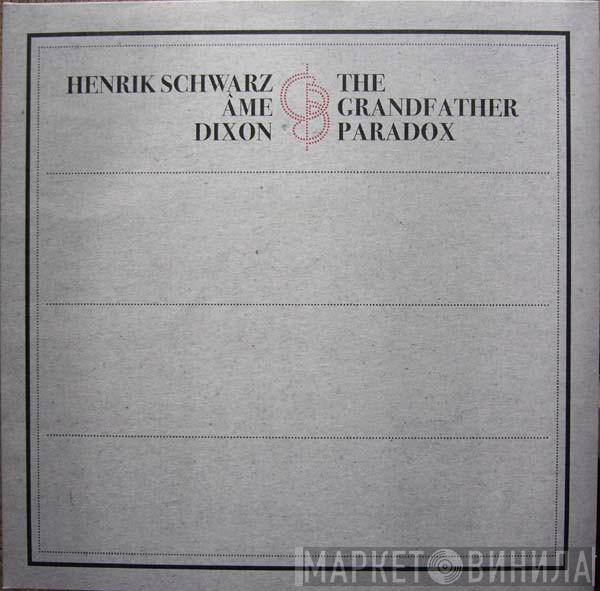 HENRIK SCHWARZ
ÂME
DIXON
THE
GRANDFATHER
PARADOX
МАРКЕТ ВИНИЛА